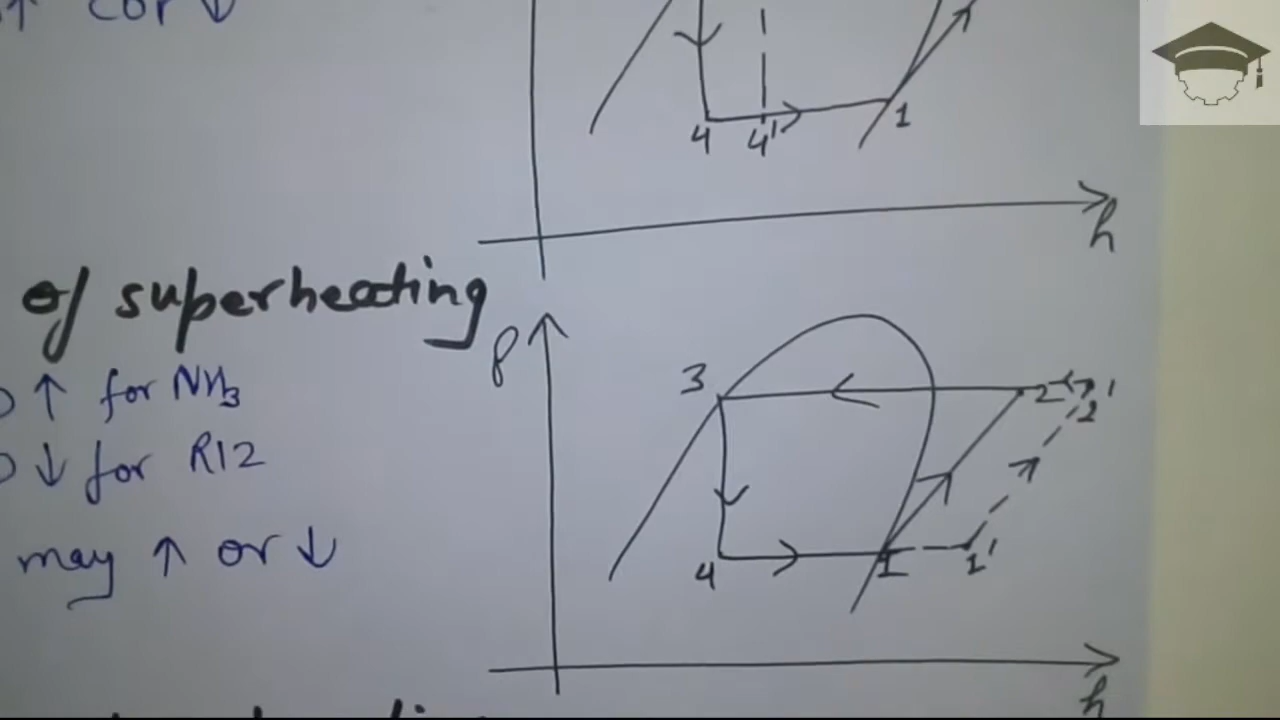 ↑ COP ↓
4 4' 1
h
of superheating
↑ for NH3
↓ for R12
may ↑ or ↓
P
3 2 2'
4 1 1'
h